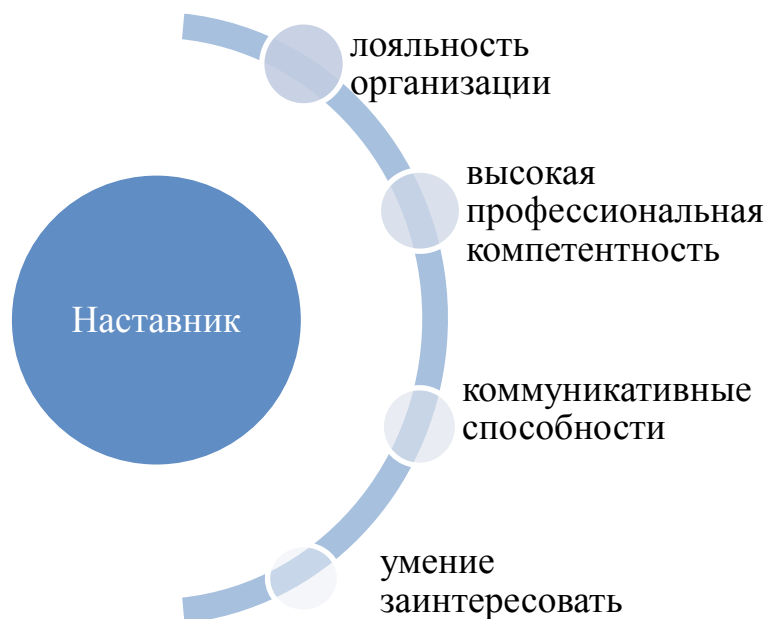 лояльность
организации
высокая
профессиональная
компетентность
Наставник
коммуникативные
способности
умение
заинтересовать